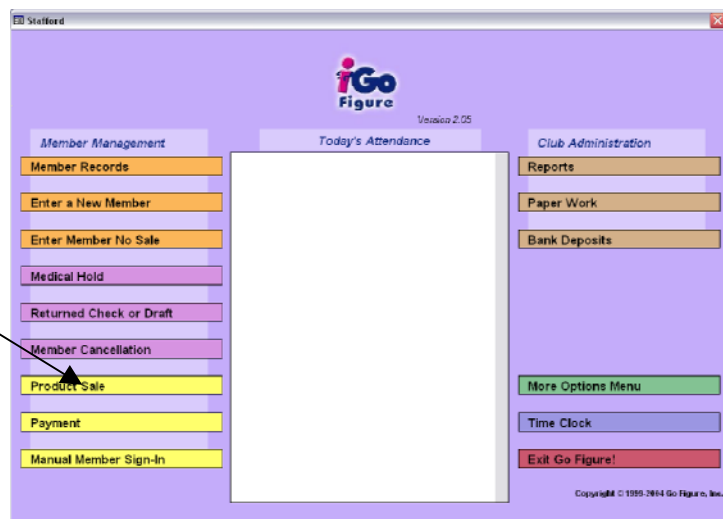 Stafford
iGo
Figure
Version 2.05
Member Management
Member Records
Enter a New Member
Enter Member No Sale
Medical Hold
Returned Check or Draft
Member Cancellation
Product Sale
Payment
Manual Member Sign-In
Today's Attendance
Club Administration
Reports
Paper Work
Bank Deposits
More Options Menu
Time Clock
Exit Go Figure!
Copyright © 1999-2004 Go Figure, Inc.